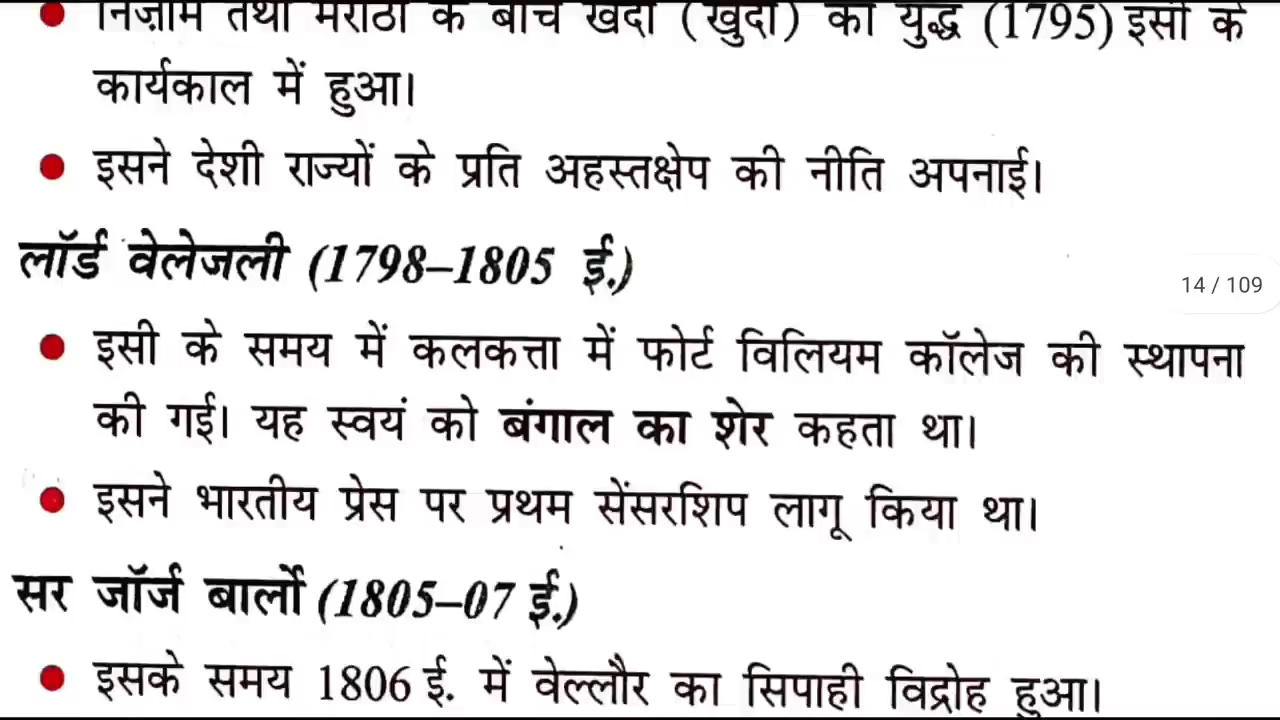 निज़ाम तथा मराठों के बीच खर्दा (खुर्दा) का युद्ध (1795) इसी के
कार्यकाल में हुआ।
इसने देशी राज्यों के प्रति अहस्तक्षेप की नीति अपनाई।
लॉर्ड वेलेजली (1798–1805 ई.)
14 / 109
इसी के समय में कलकत्ता में फोर्ट विलियम कॉलेज की स्थापना
की गई। यह स्वयं को बंगाल का शेर कहता था।
इसने भारतीय प्रेस पर प्रथम सेंसरशिप लागू किया था।
सर जॉर्ज बार्लो (1805–07 ई.)
इसके समय 1806 ई. में वेल्लौर का सिपाही विद्रोह हुआ।